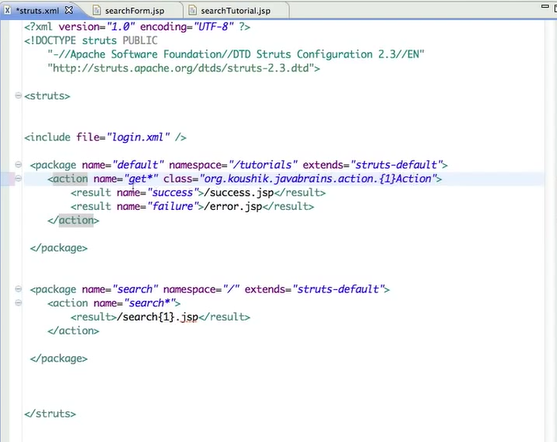 *struts.xml searchForm.jsp searchTutorial.jsp
<?xml version="1.0" encoding="UTF-8" ?>
<!DOCTYPE struts PUBLIC
"-//Apache Software Foundation//DTD Struts Configuration 2.3//EN"
"http://struts.apache.org/dtds/struts-2.3.dtd">
<struts>
<include file="login.xml" />
<package name="default" namespace="/tutorials" extends="struts-default">
<action name="get*" class="org.koushik.javabrains.action.{1}Action">
<result name="success">/success.jsp</result>
<result name="failure">/error.jsp</result>
</action>
</package>
<package name="search" namespace="/" extends="struts-default">
<action name="search*">
<result>/search{1}.jsp</result>
</action>
</package>
</struts>